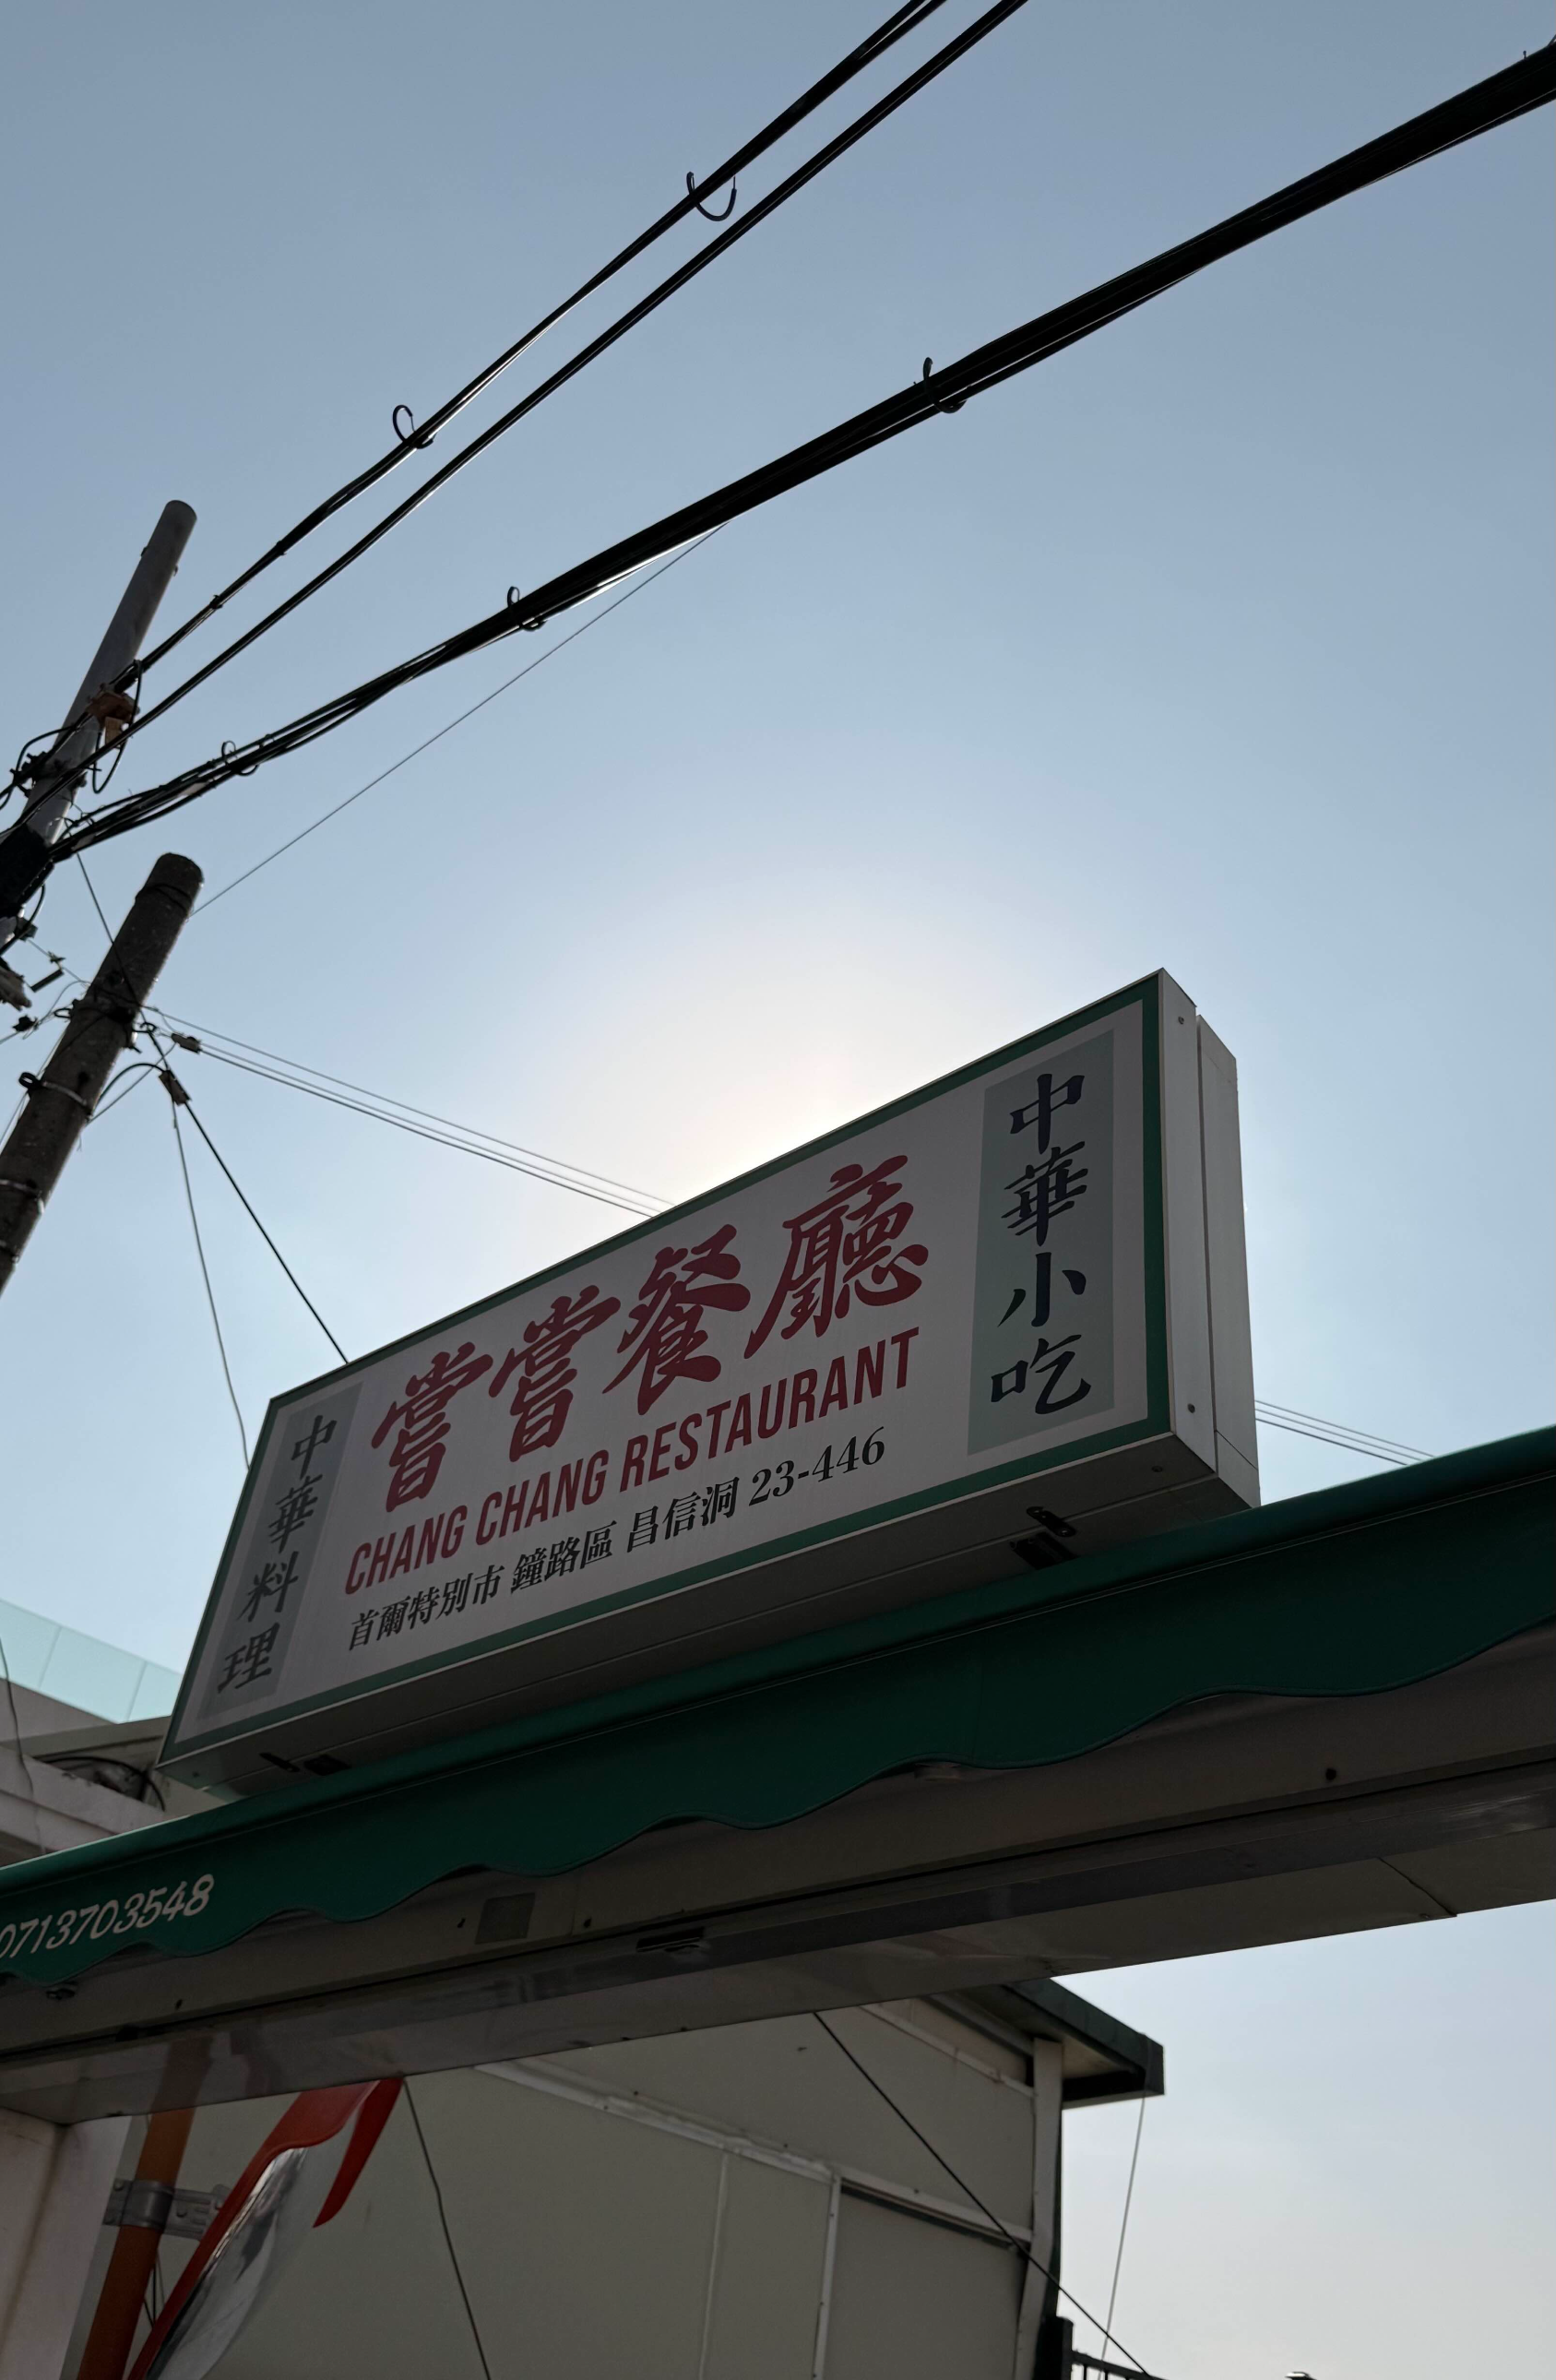 中華料理
嘗嘗餐廳
CHANG CHANG RESTAURANT
首爾特別市 鐘路區 昌信洞 23-446
中華小吃
0713703548